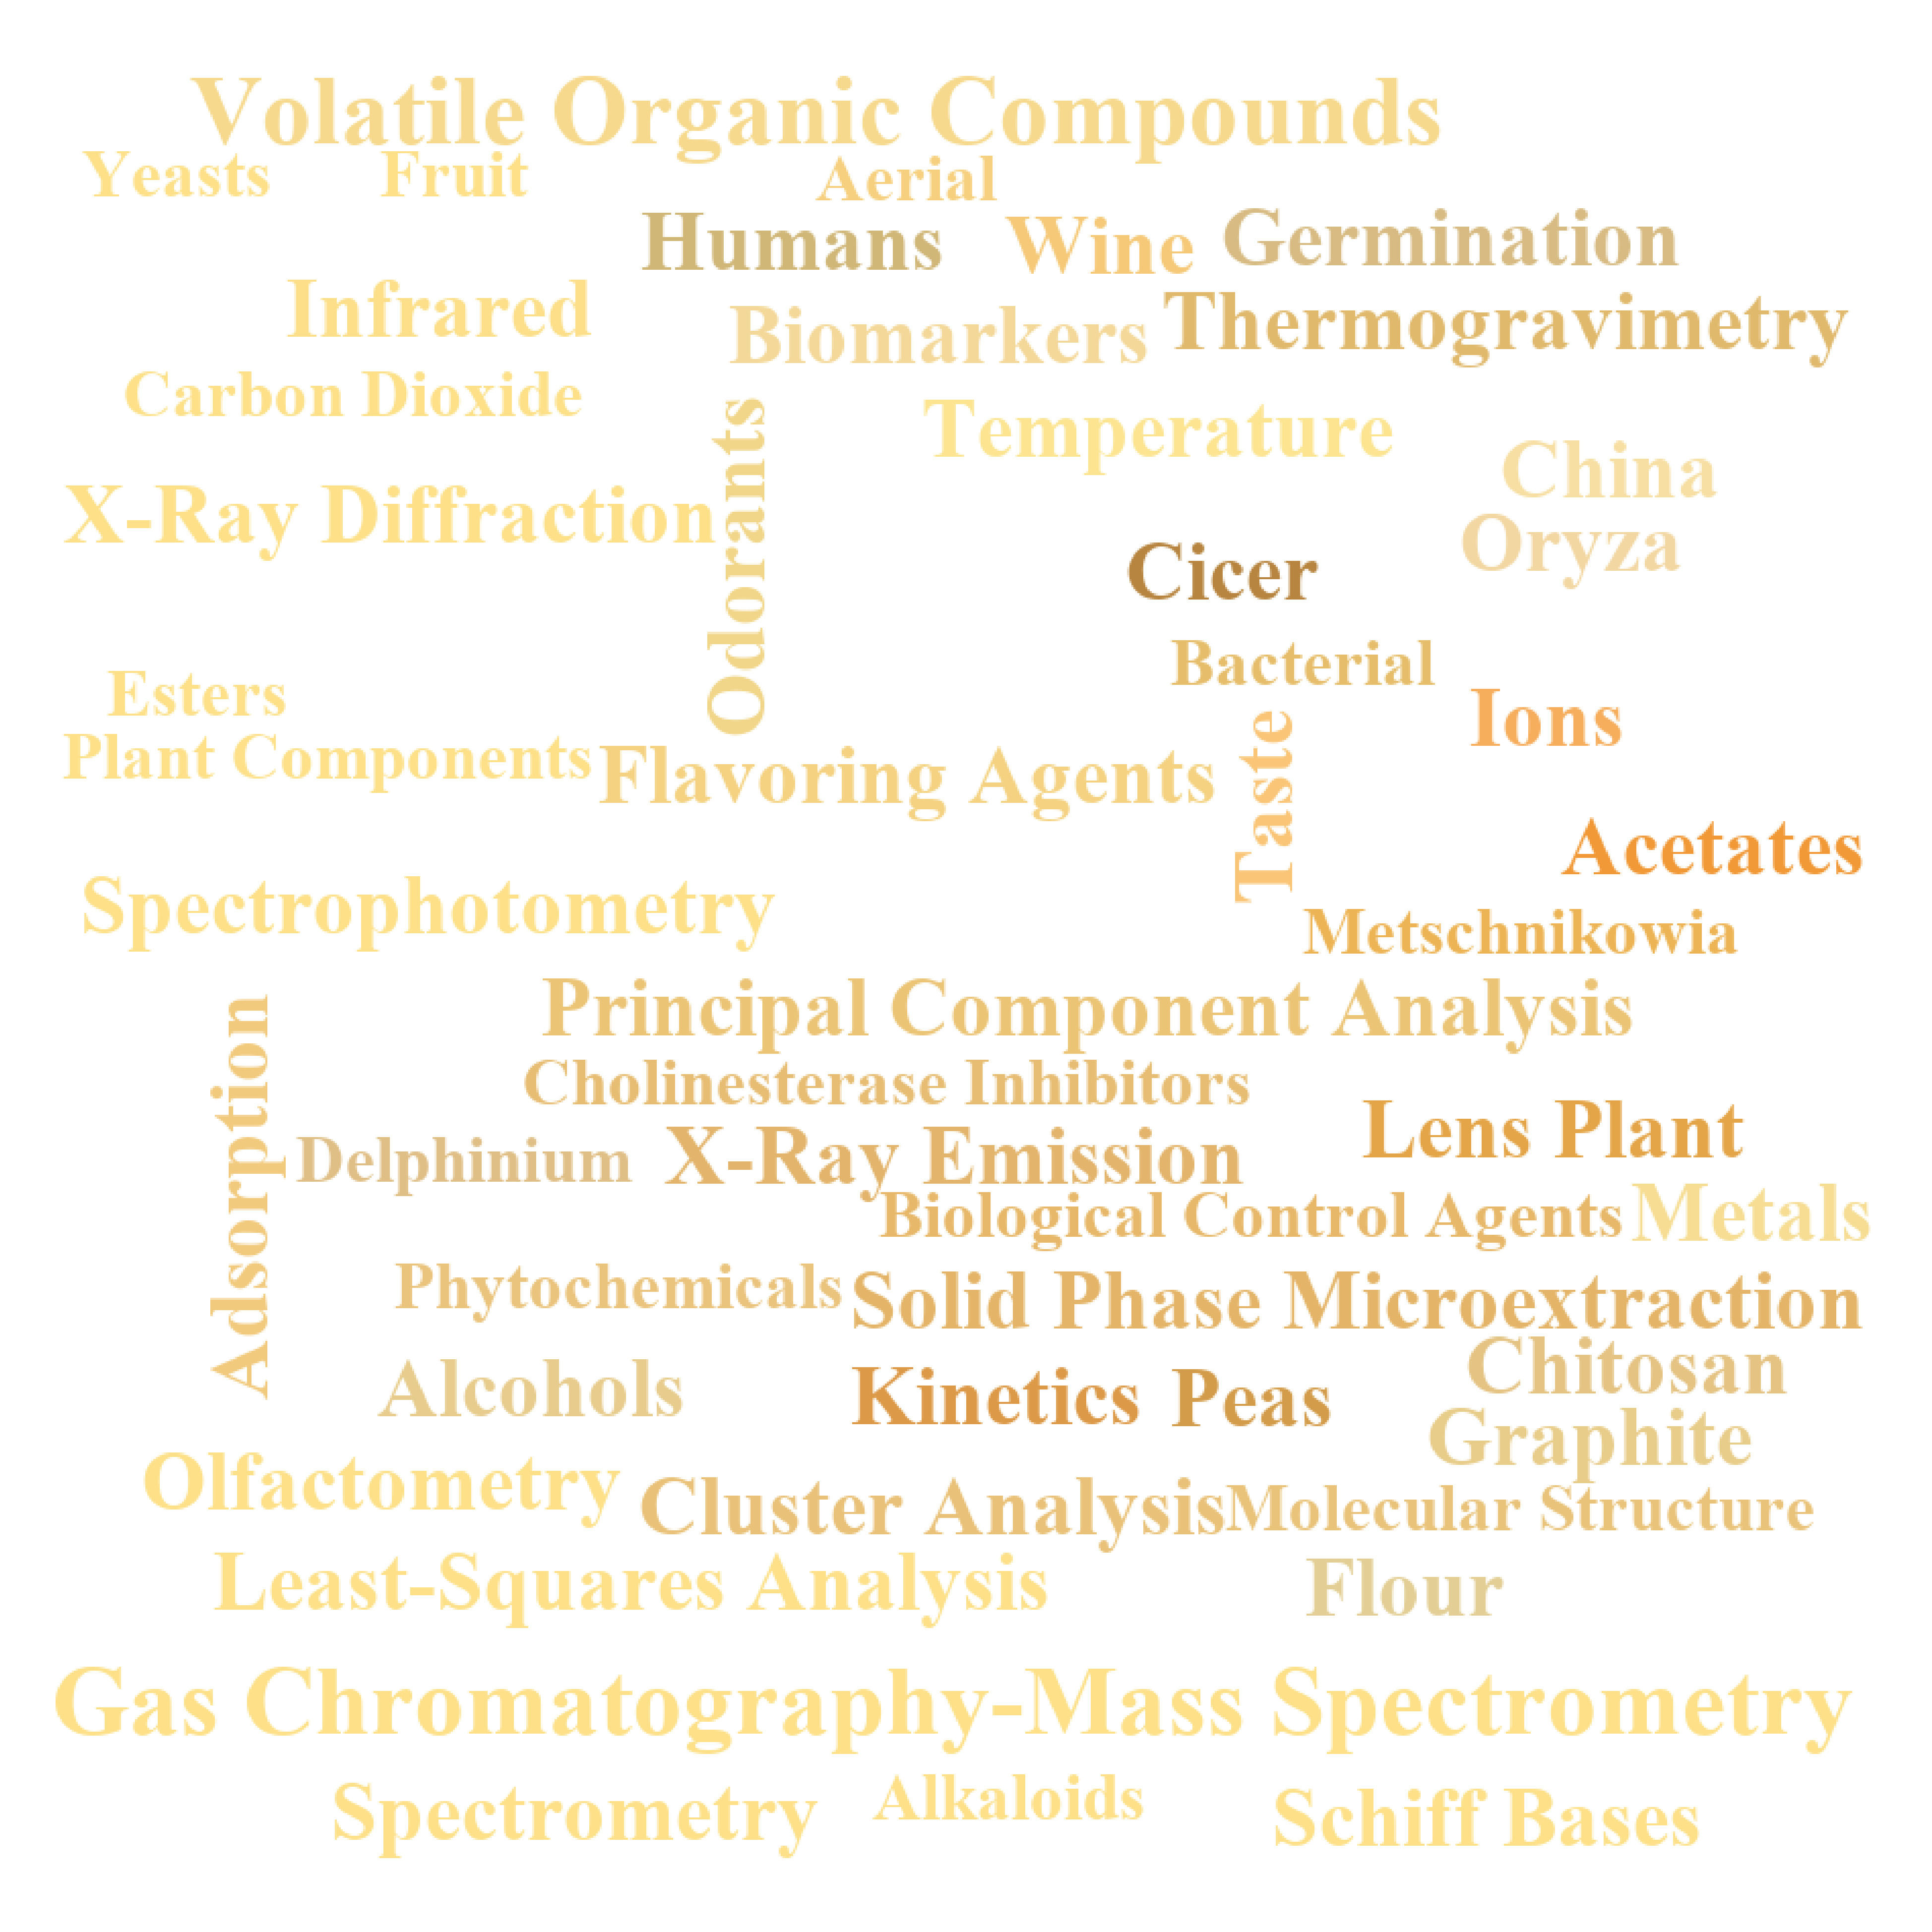 Volatile Organic Compounds
Yeasts
Fruit
Aerial
Humans
Wine
Germination
Infrared
Biomarkers
Thermogravimetry
Carbon Dioxide
Odorants
Temperature
China
X-Ray Diffraction
Oryza
Cicer
Bacterial
Esters
Ions
Plant Components
Flavoring Agents
Taste
Acetates
Spectrophotometry
Metschnikowia
Principal Component Analysis
Adsorption
Cholinesterase Inhibitors
Lens Plant
Delphinium
X-Ray Emission
Biological Control Agents
Metals
Phytochemicals
Solid Phase Microextraction
Chitosan
Alcohols
Kinetics
Peas
Graphite
Olfactometry
Cluster Analysis
Molecular Structure
Least-Squares Analysis
Flour
Gas Chromatography-Mass Spectrometry
Spectrometry
Alkaloids
Schiff Bases